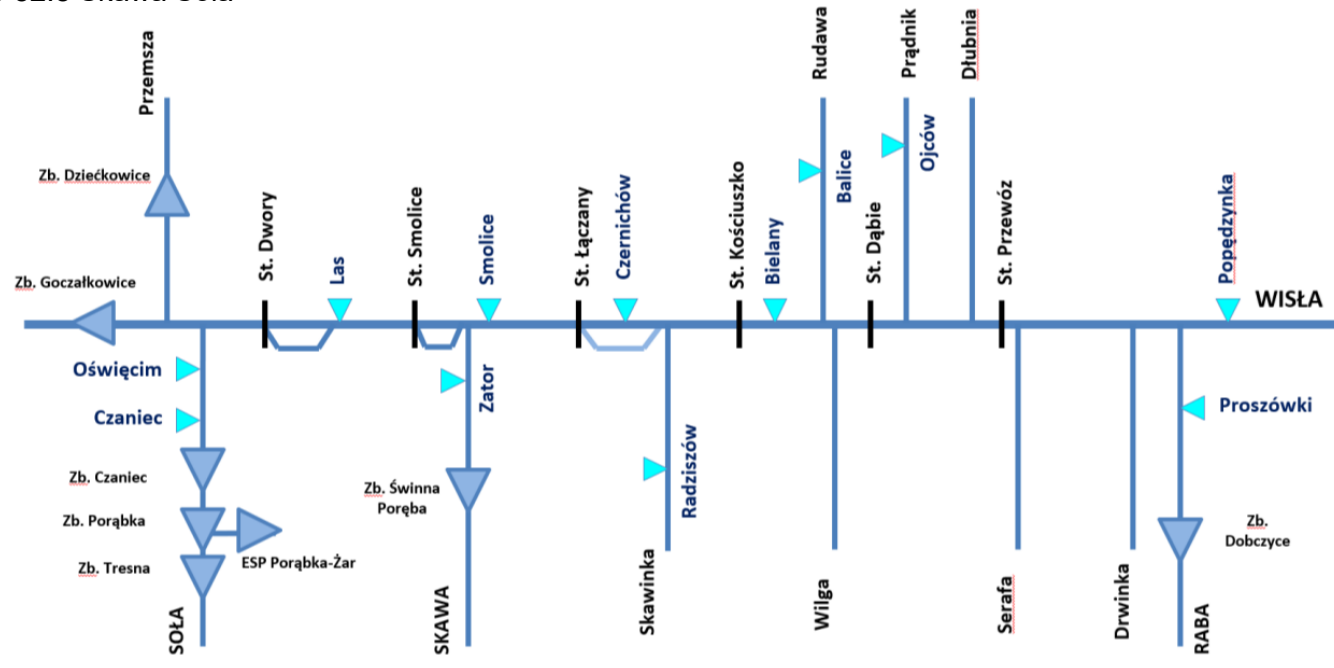 Przemsza
Rudawa
Prądnik
Dłubnia
Zb. Dziećkowice
Ojców
Balice
St. Dwory
Las
St. Smolice
Smolice
St. Łączany
Czernichów
St. Kościuszko
Bielany
St. Dąbie
St. Przewóz
Popędzynka
Zb. Goczałkowice
WISŁA
Oświęcim
Czaniec
Zator
Proszówki
Radziszów
Zb. Czaniec
Zb. Świnna
Poręba
Zb. Porąbka
ESP Porąbka-Żar
Zb.
Dobczyce
Zb. Tresna
SOŁA
SKAWA
Skawinka
Wilga
Serafa
Drwinka
RABA